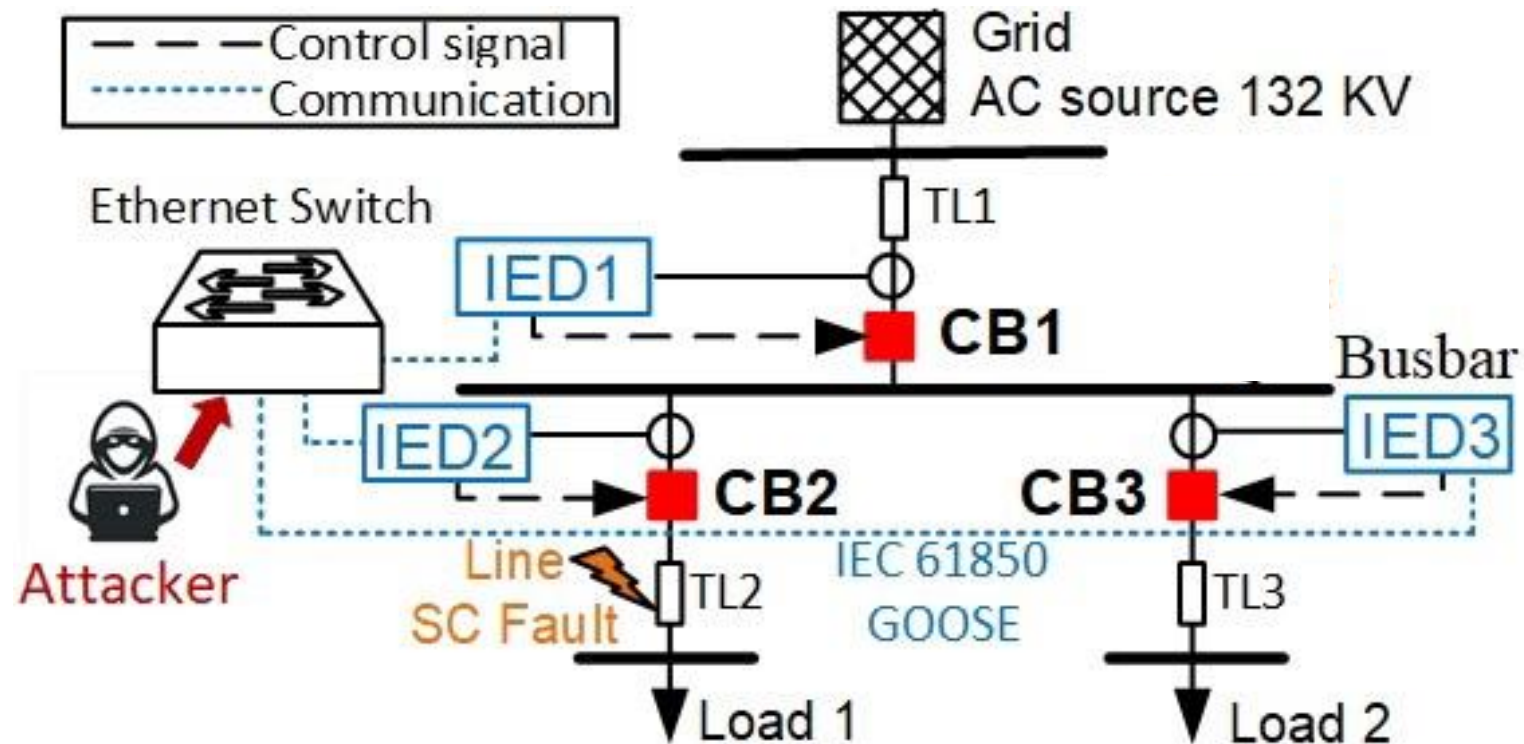 Control signal
Communication
Grid
AC source 132 KV
Ethernet Switch
TL1
IED1
CB1
Busbar
IED2
IED3
CB2
CB3
Attacker
Line
SC Fault
TL2
IEC 61850
GOOSE
TL3
Load 1
Load 2